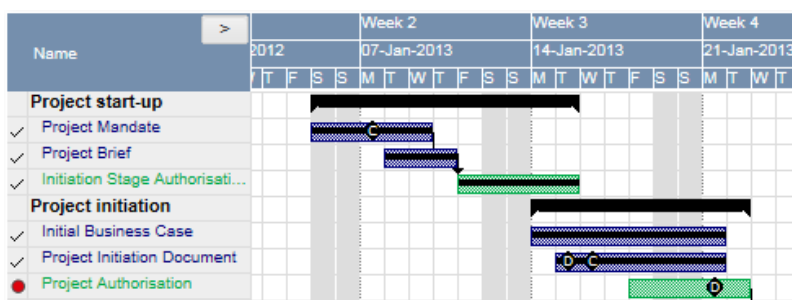 >
Week 2
Week 3
Week 4
Name
2012
07-Jan-2013
14-Jan-2013
21-Jan-2013
T F S S M T W T F S S M T W T F S S M T W T
Project start-up
Project Mandate
C
Project Brief
Initiation Stage Authorisati...
Project initiation
Initial Business Case
Project Initiation Document
D C
Project Authorisation
D